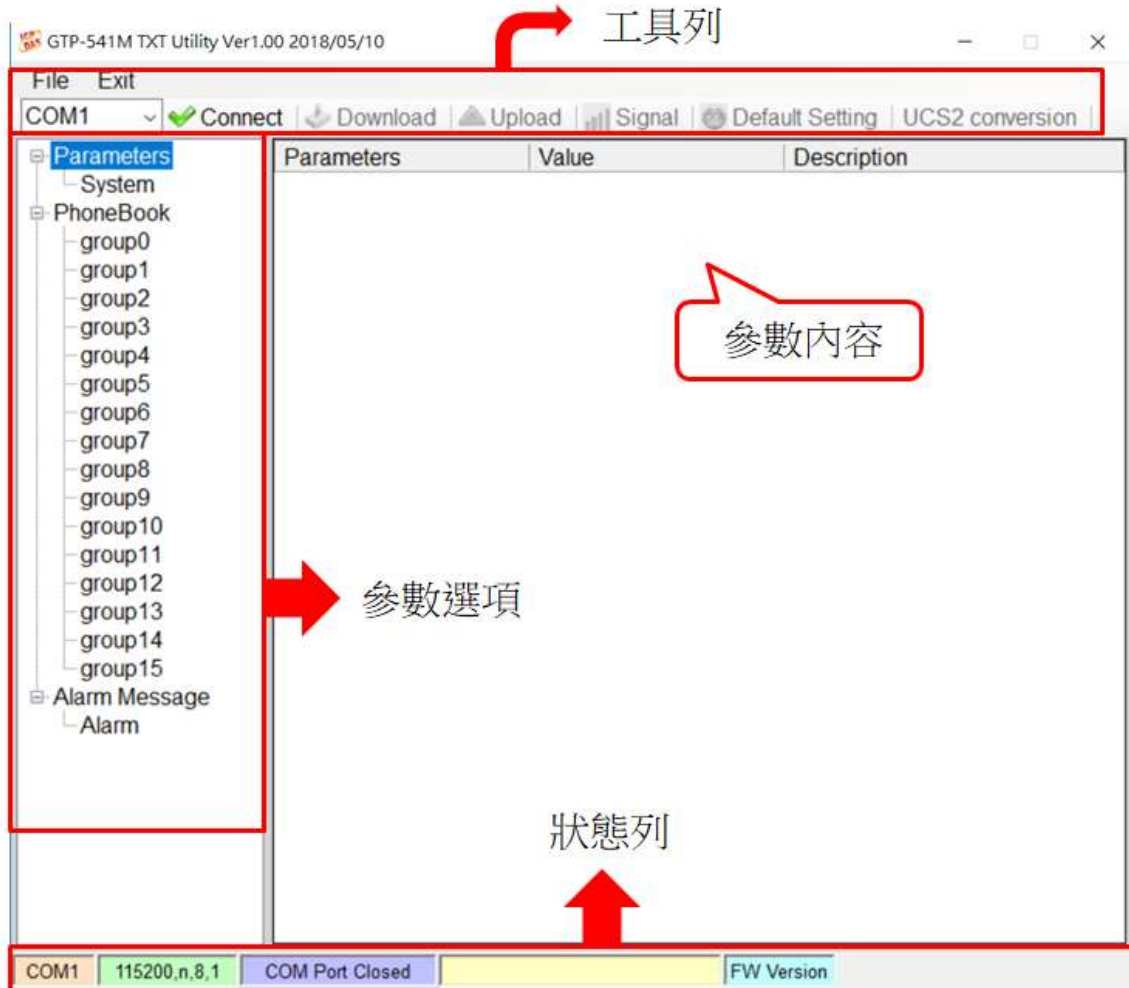 工具列
GTP-541M TXT Utility Ver1.00 2018/05/10
File Exit
COM1 Connect Download Upload Signal Default Setting UCS2 conversion
Parameters
System
PhoneBook
group0
group1
group2
group3
group4
group5
group6
group7
group8
group9
group10
group11
group12
group13
group14
group15
Alarm Message
Alarm
Parameters Value Description
參數內容
參數選項
狀態列
COM1 115200,n,8,1 COM Port Closed FW Version